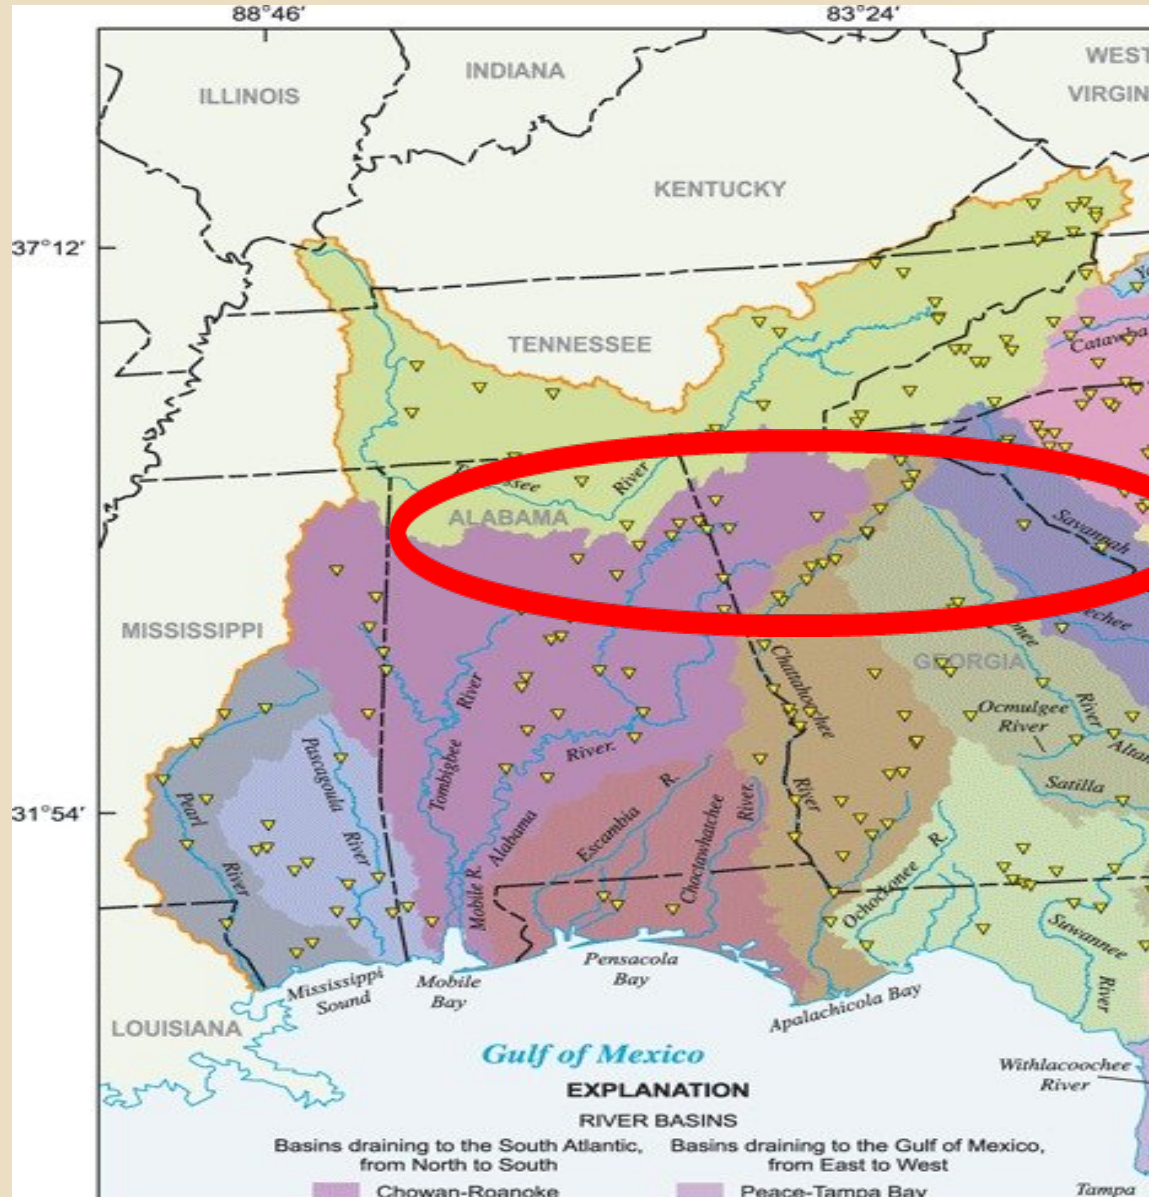 88°46′
83°24′
WEST
VIRGIN
INDIANA
ILLINOIS
KENTUCKY
37°12′
TENNESSEE
Catawba
River
ALABAMA
Savannah
MISSISSIPPI
GEORGIA
Chattahoochee
River
Ocmulgee
River
River
River
River.
Tombigbee
Pascagoula
River
Alabama
Mobile R.
Escambia
R.
Choctawhatchee
River.
Satilla
31°54′
Pearl
River
Ochockonee
R.
Suwannee
River
Mississippi
Sound
Mobile
Bay
Pensacola
Bay
Apalachicola Bay
LOUISIANA
Gulf of Mexico
Withlacoochee
River
EXPLANATION
RIVER BASINS
Basins draining to the South Atlantic,
from North to South
Basins draining to the Gulf of Mexico,
from East to West
Chowan-Roanoke
Peace-Tampa Bay
Tampa